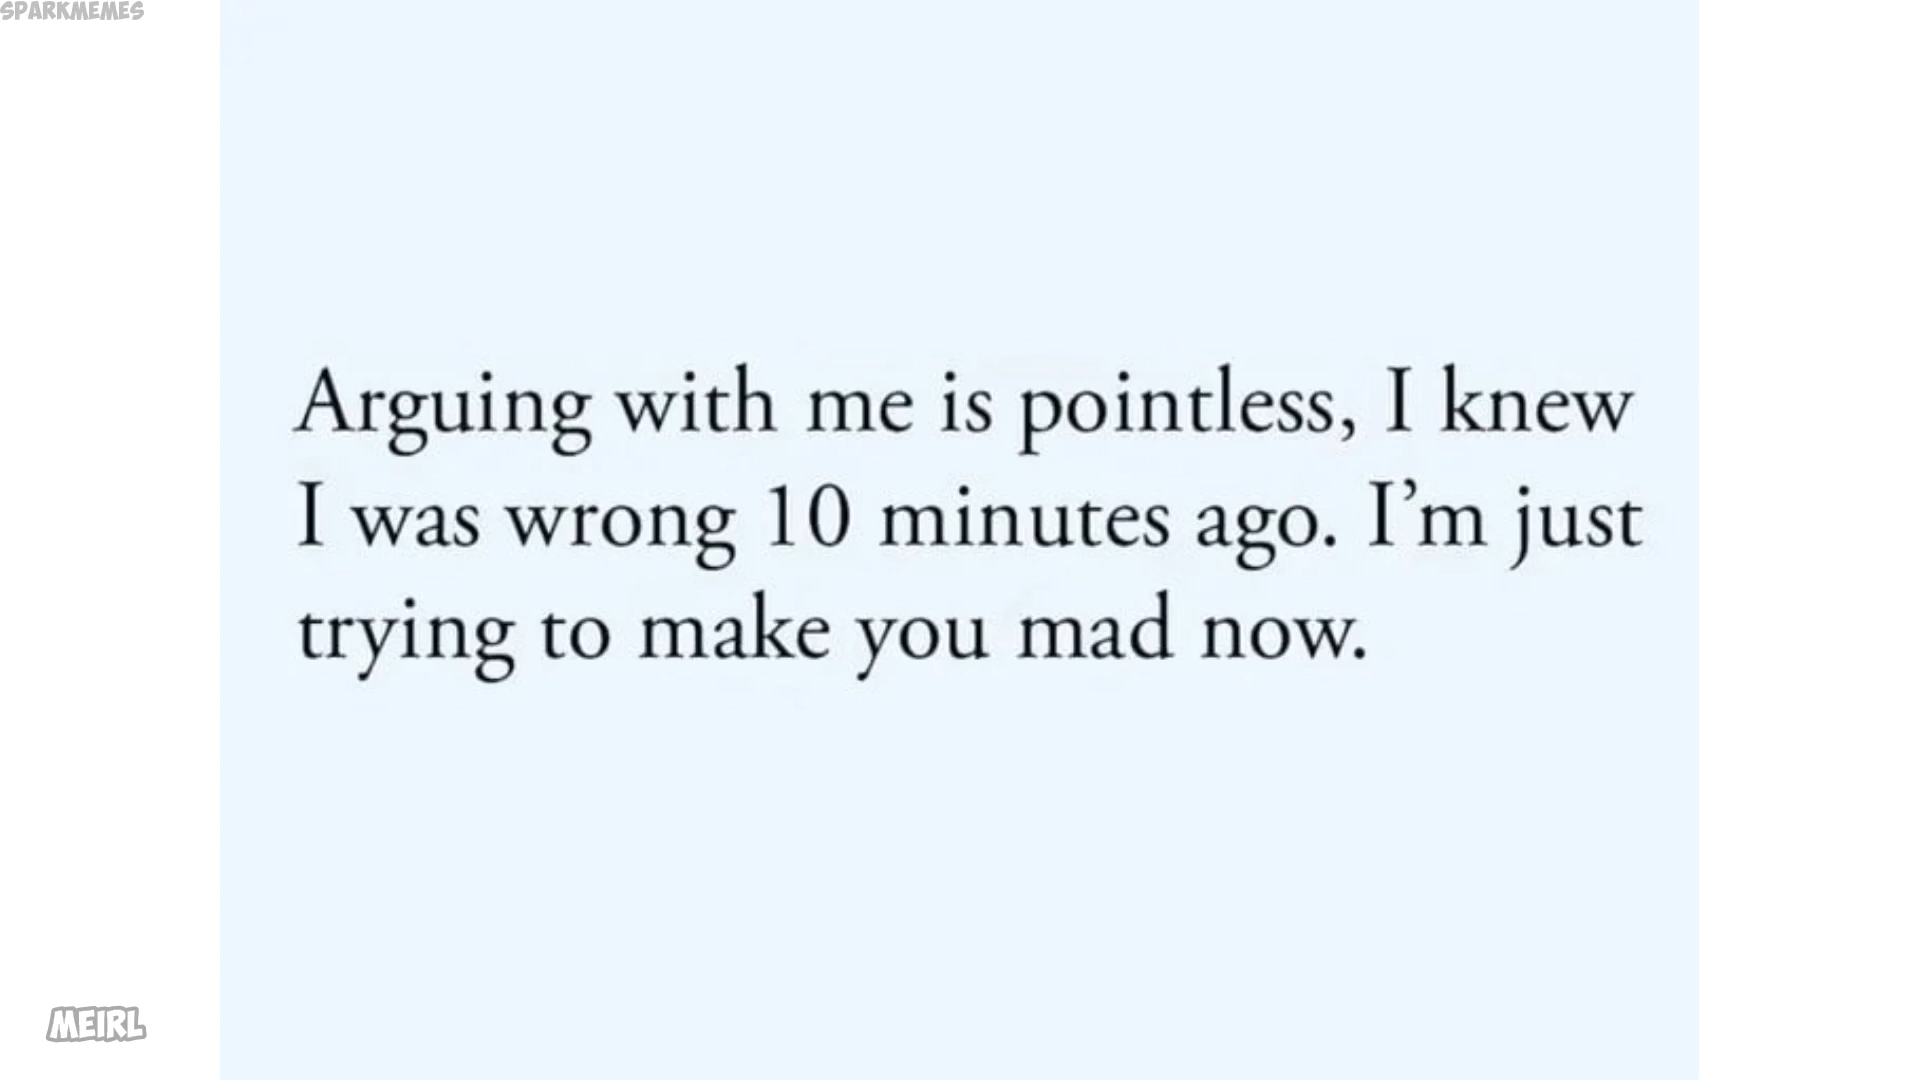 SPARKMEMES
Arguing with me is pointless, I knew
I was wrong 10 minutes ago. I’m just
trying to make you mad now.
MEIRL